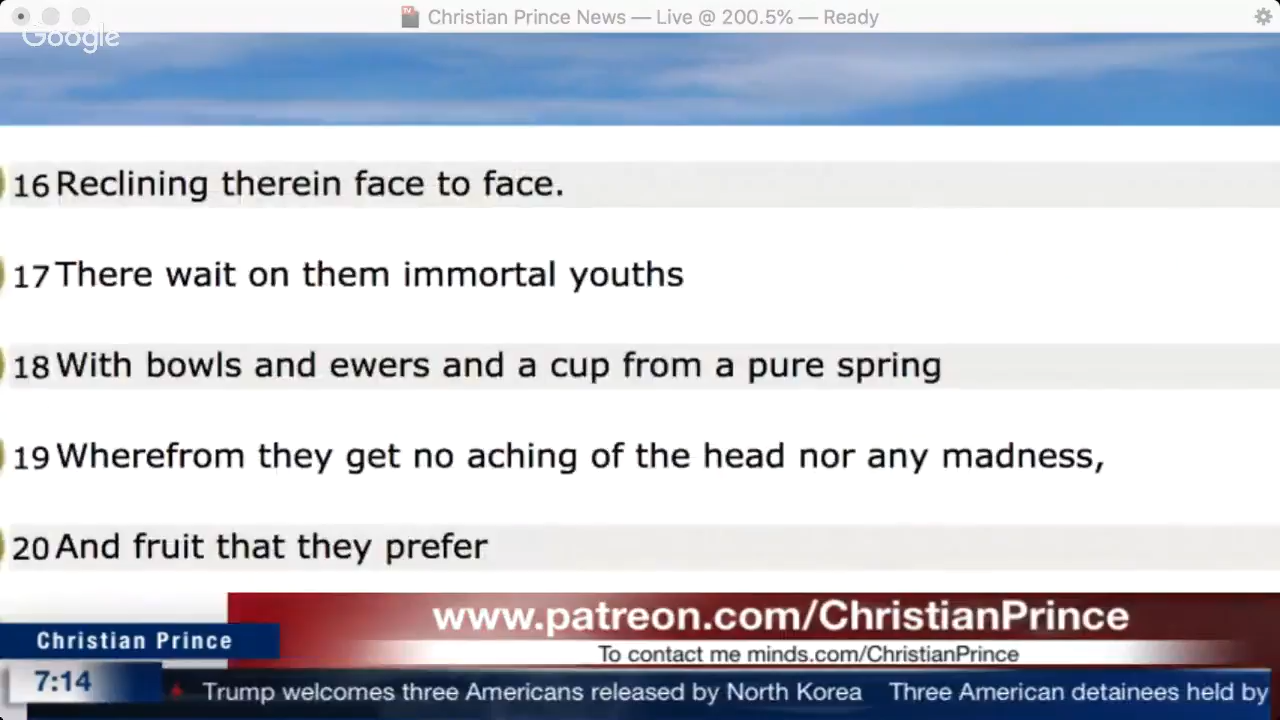 Christian Prince News — Live @ 200.5% — Ready
Google
16 Reclining therein face to face.
17 There wait on them immortal youths
18 With bowls and ewers and a cup from a pure spring
19 Wherefrom they get no aching of the head nor any madness,
20 And fruit that they prefer
www.patreon.com/ChristianPrince
Christian Prince
To contact me minds.com/ChristianPrince
7:14
Trump welcomes three Americans released by North Korea Three American detainees held by